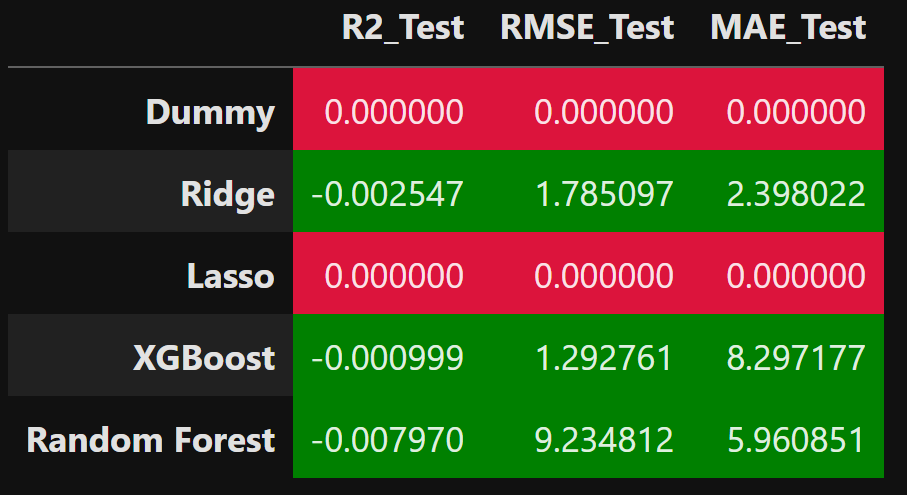 R2_Test RMSE_Test MAE_Test
Dummy 0.000000 0.000000 0.000000
Ridge -0.002547 1.785097 2.398022
Lasso 0.000000 0.000000 0.000000
XGBoost -0.000999 1.292761 8.297177
Random Forest -0.007970 9.234812 5.960851